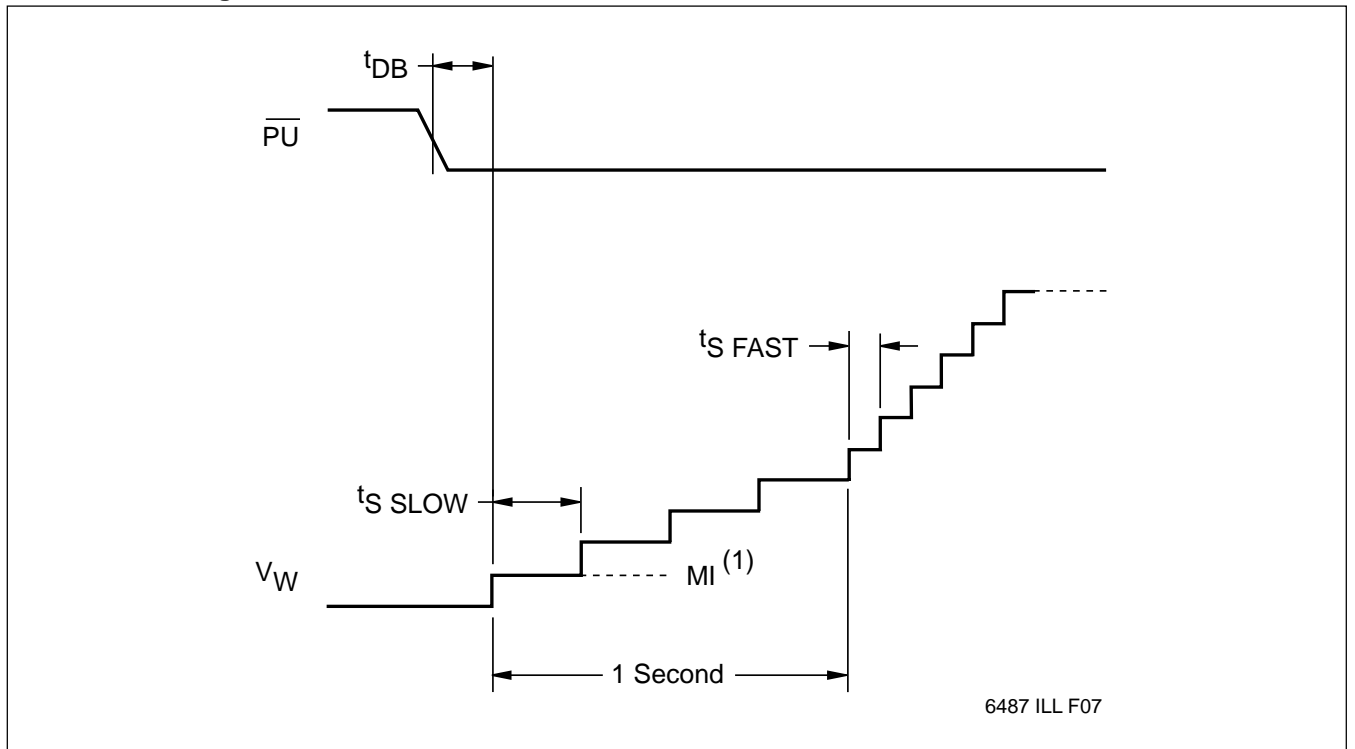 tDB
PU
tS FAST
tS SLOW
VW
MI (1)
1 Second
6487 ILL F07